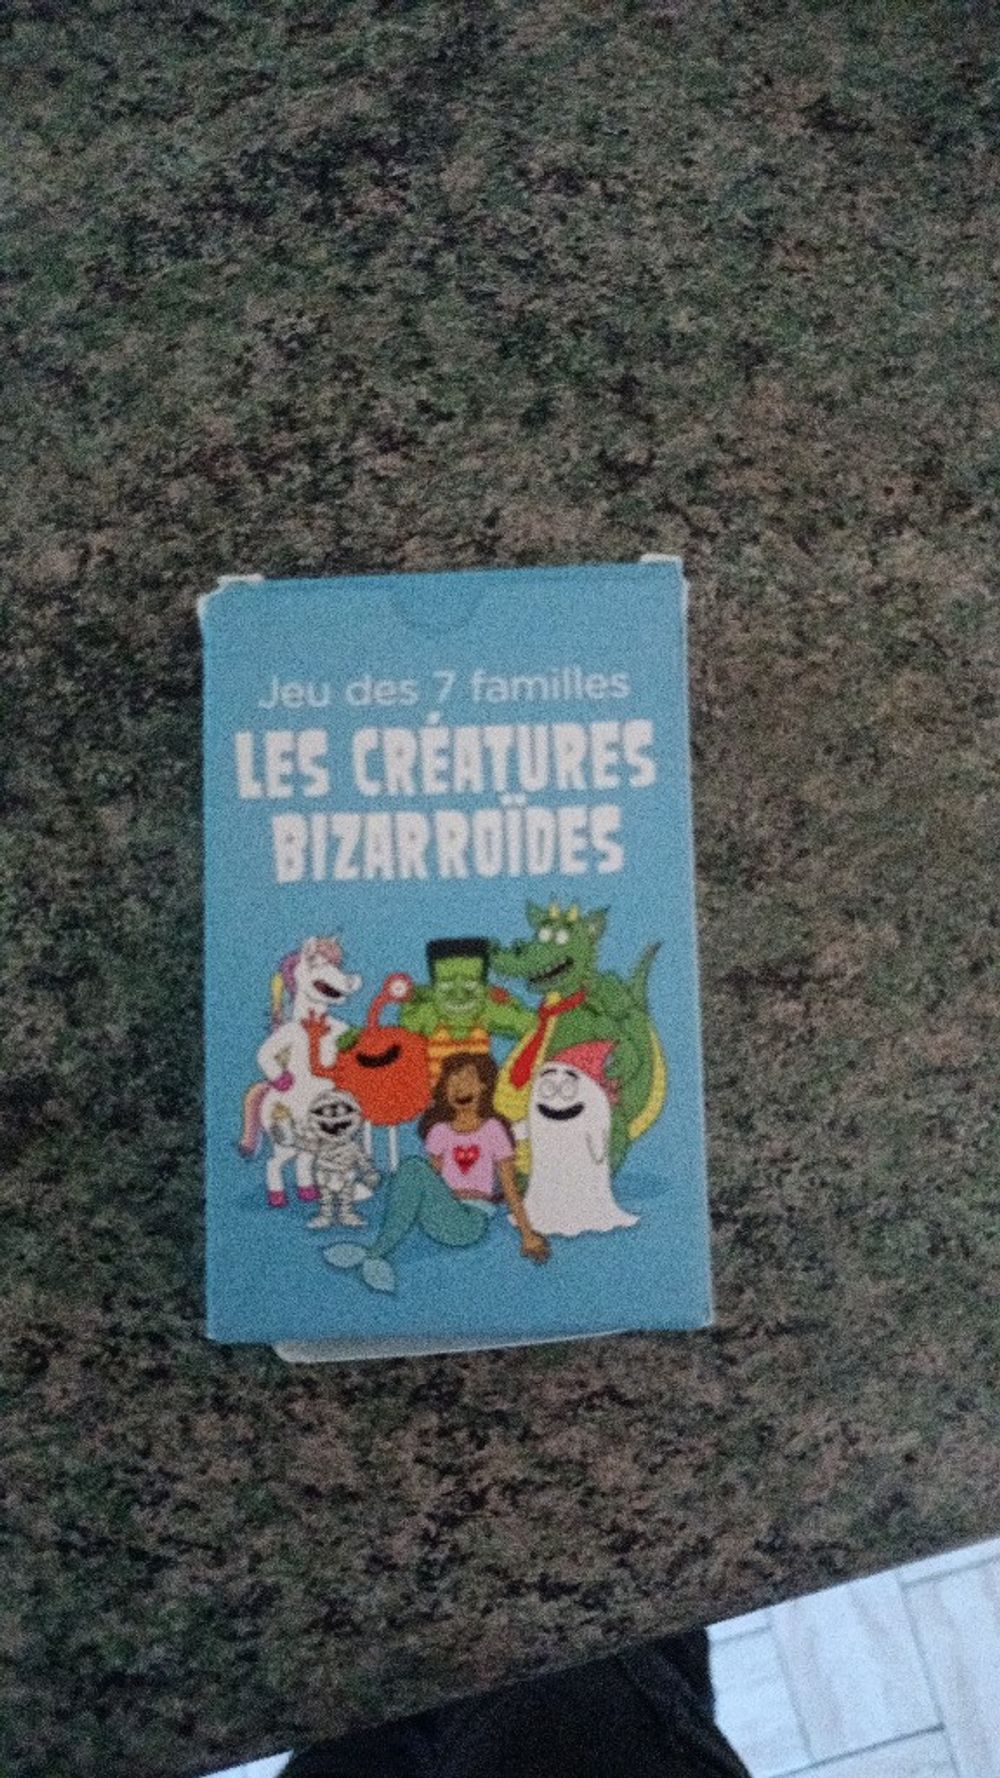 Jeu des 7 familles
LES CRÉATURES
BIZARROÏDES